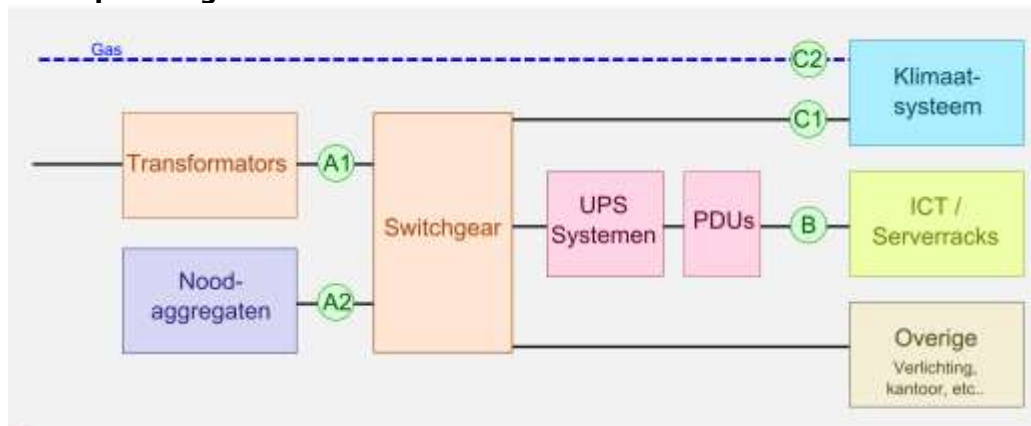 Gas
C2
Klimaat-
systeem
C1
Transformators
A1
Switchgear
UPS
Systemen
PDUs
B
ICT /
Serverracks
Nood-
aggregaten
A2
Overige
Verlichting,
kantoor, etc..